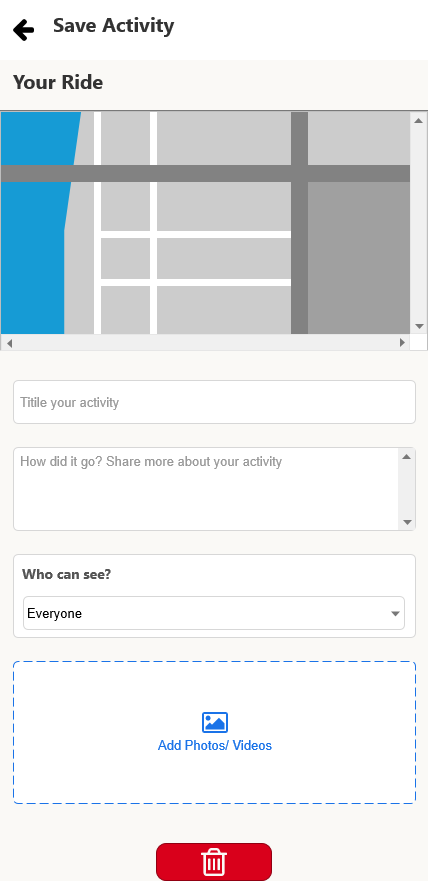 Save Activity
Your Ride
Titile your activity
How did it go? Share more about your activity
Who can see?
Everyone
Add Photos/ Videos